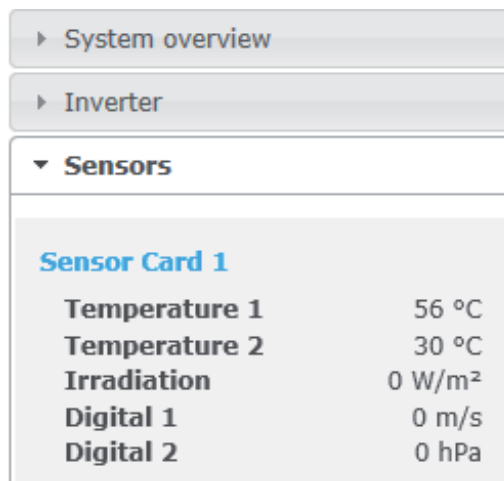 System overview
Inverter
Sensors
Sensor Card 1
Temperature 1 56 °C
Temperature 2 30 °C
Irradiation 0 W/m²
Digital 1 0 m/s
Digital 2 0 hPa